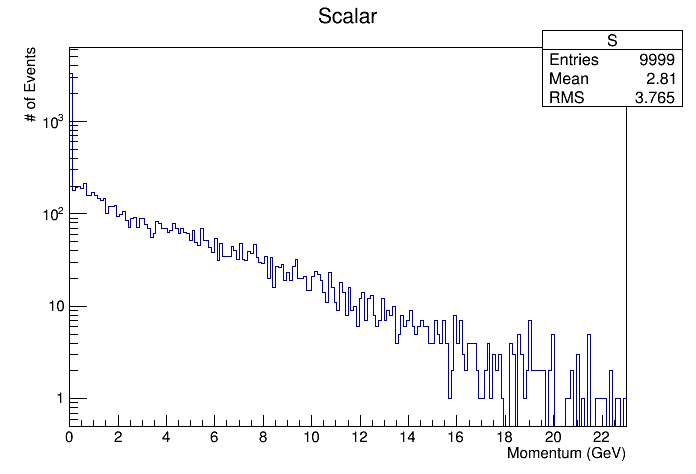 Scalar
S
Entries 9999
Mean 2.81
RMS 3.765
# of Events
10³
10²
10
1
0 2 4 6 8 10 12 14 16 18 20 22
Momentum (GeV)